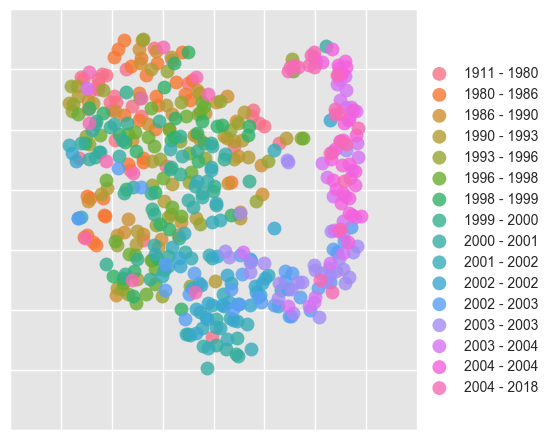 1911 - 1980
1980 - 1986
1986 - 1990
1990 - 1993
1993 - 1996
1996 - 1998
1998 - 1999
1999 - 2000
2000 - 2001
2001 - 2002
2002 - 2002
2002 - 2003
2003 - 2003
2003 - 2004
2004 - 2004
2004 - 2018